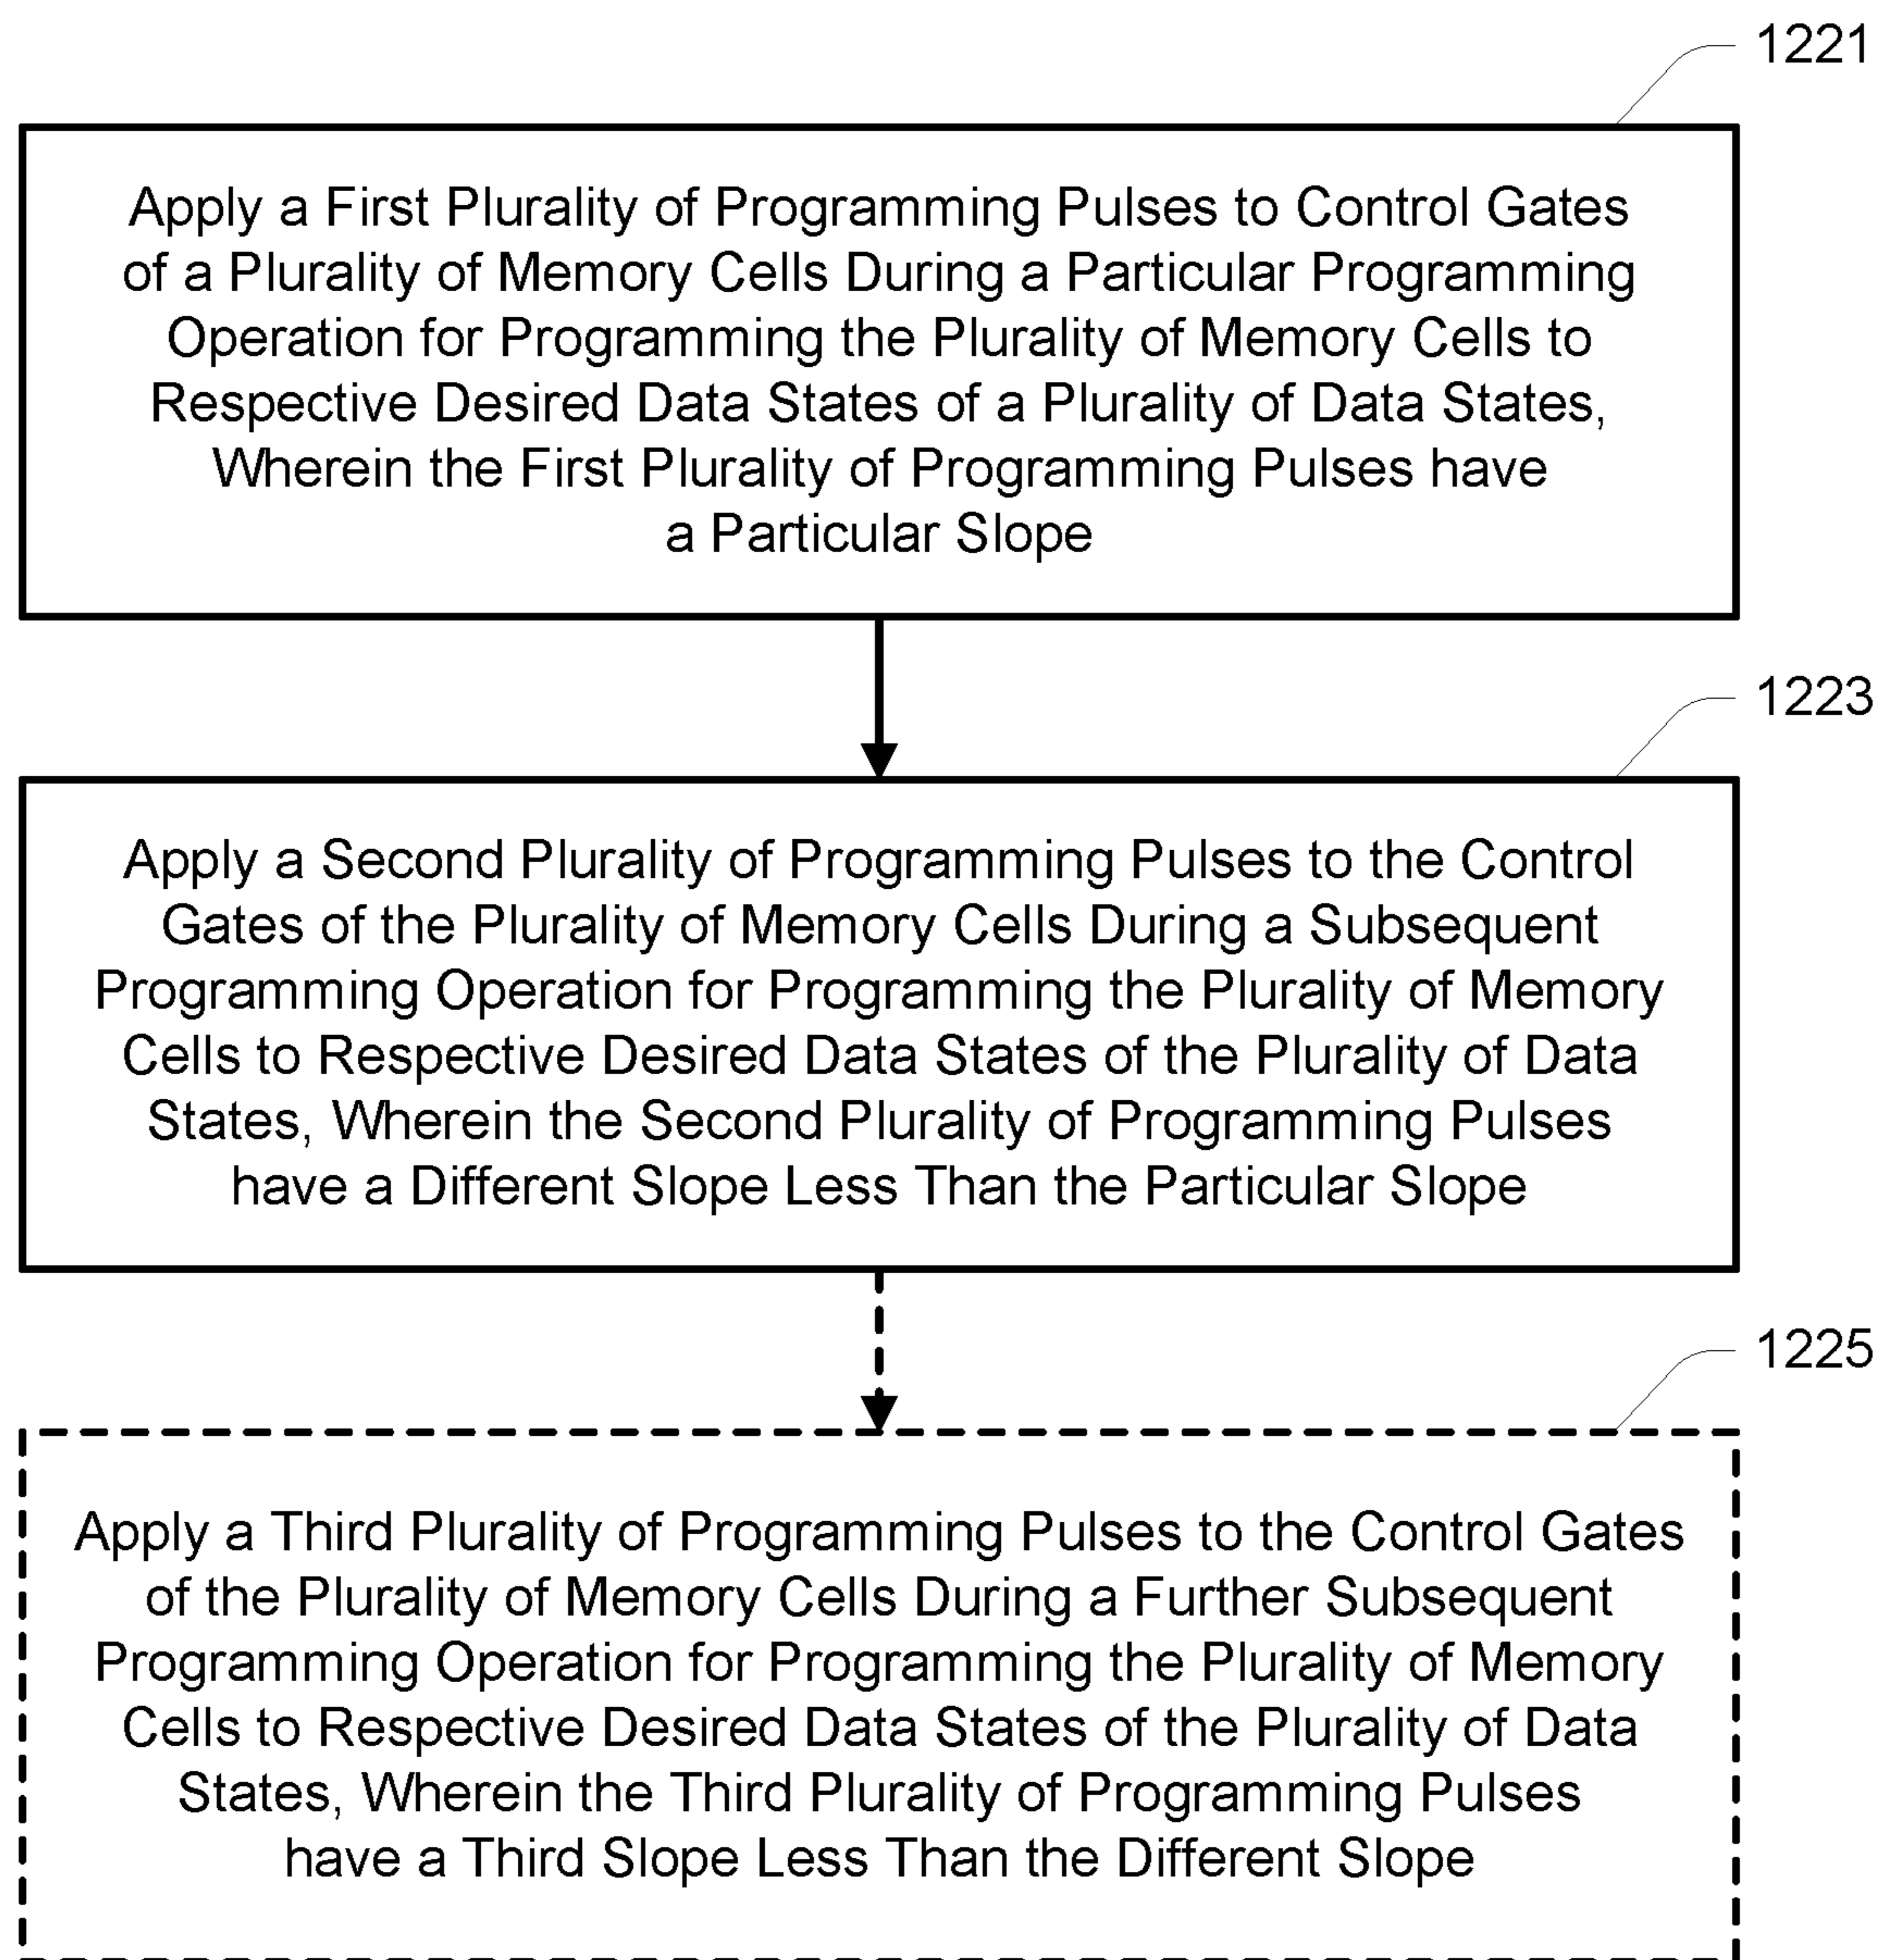 1221
Apply a First Plurality of Programming Pulses to Control Gates
of a Plurality of Memory Cells During a Particular Programming
Operation for Programming the Plurality of Memory Cells to
Respective Desired Data States of a Plurality of Data States,
Wherein the First Plurality of Programming Pulses have
a Particular Slope
1223
Apply a Second Plurality of Programming Pulses to the Control
Gates of the Plurality of Memory Cells During a Subsequent
Programming Operation for Programming the Plurality of Memory
Cells to Respective Desired Data States of the Plurality of Data
States, Wherein the Second Plurality of Programming Pulses
have a Different Slope Less Than the Particular Slope
1225
Apply a Third Plurality of Programming Pulses to the Control Gates
of the Plurality of Memory Cells During a Further Subsequent
Programming Operation for Programming the Plurality of Memory
Cells to Respective Desired Data States of the Plurality of Data
States, Wherein the Third Plurality of Programming Pulses
have a Third Slope Less Than the Different Slope